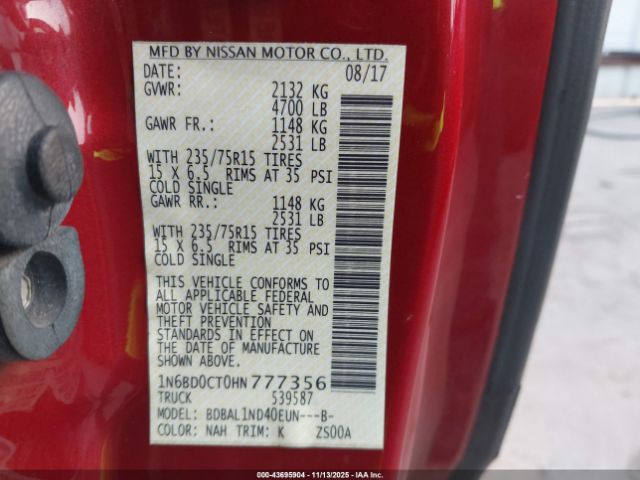 MFD BY NISSAN MOTOR CO., LTD.
DATE: 08/17
GVWR: 2132 KG
4700 LB
GAWR FR.: 1148 KG
2531 LB
WITH 235/75R15 TIRES
15 X 6.5 RIMS AT 35 PSI
COLD SINGLE
GAWR RR.: 1148 KG
2531 LB
WITH 235/75R15 TIRES
15 X 6.5 RIMS AT 35 PSI
COLD SINGLE
THIS VEHICLE CONFORMS TO
ALL APPLICABLE FEDERAL
MOTOR VEHICLE SAFETY AND
THEFT PREVENTION
STANDARDS IN EFFECT ON
THE DATE OF MANUFACTURE
SHOWN ABOVE.
1N6BD0CT0HN777356
TRUCK 539587
MODEL: BDBAL1ND40EUN---B-
COLOR: NAH TRIM: K ZS00A
000-43695904 | 11/13/2025 - IAAI.COM